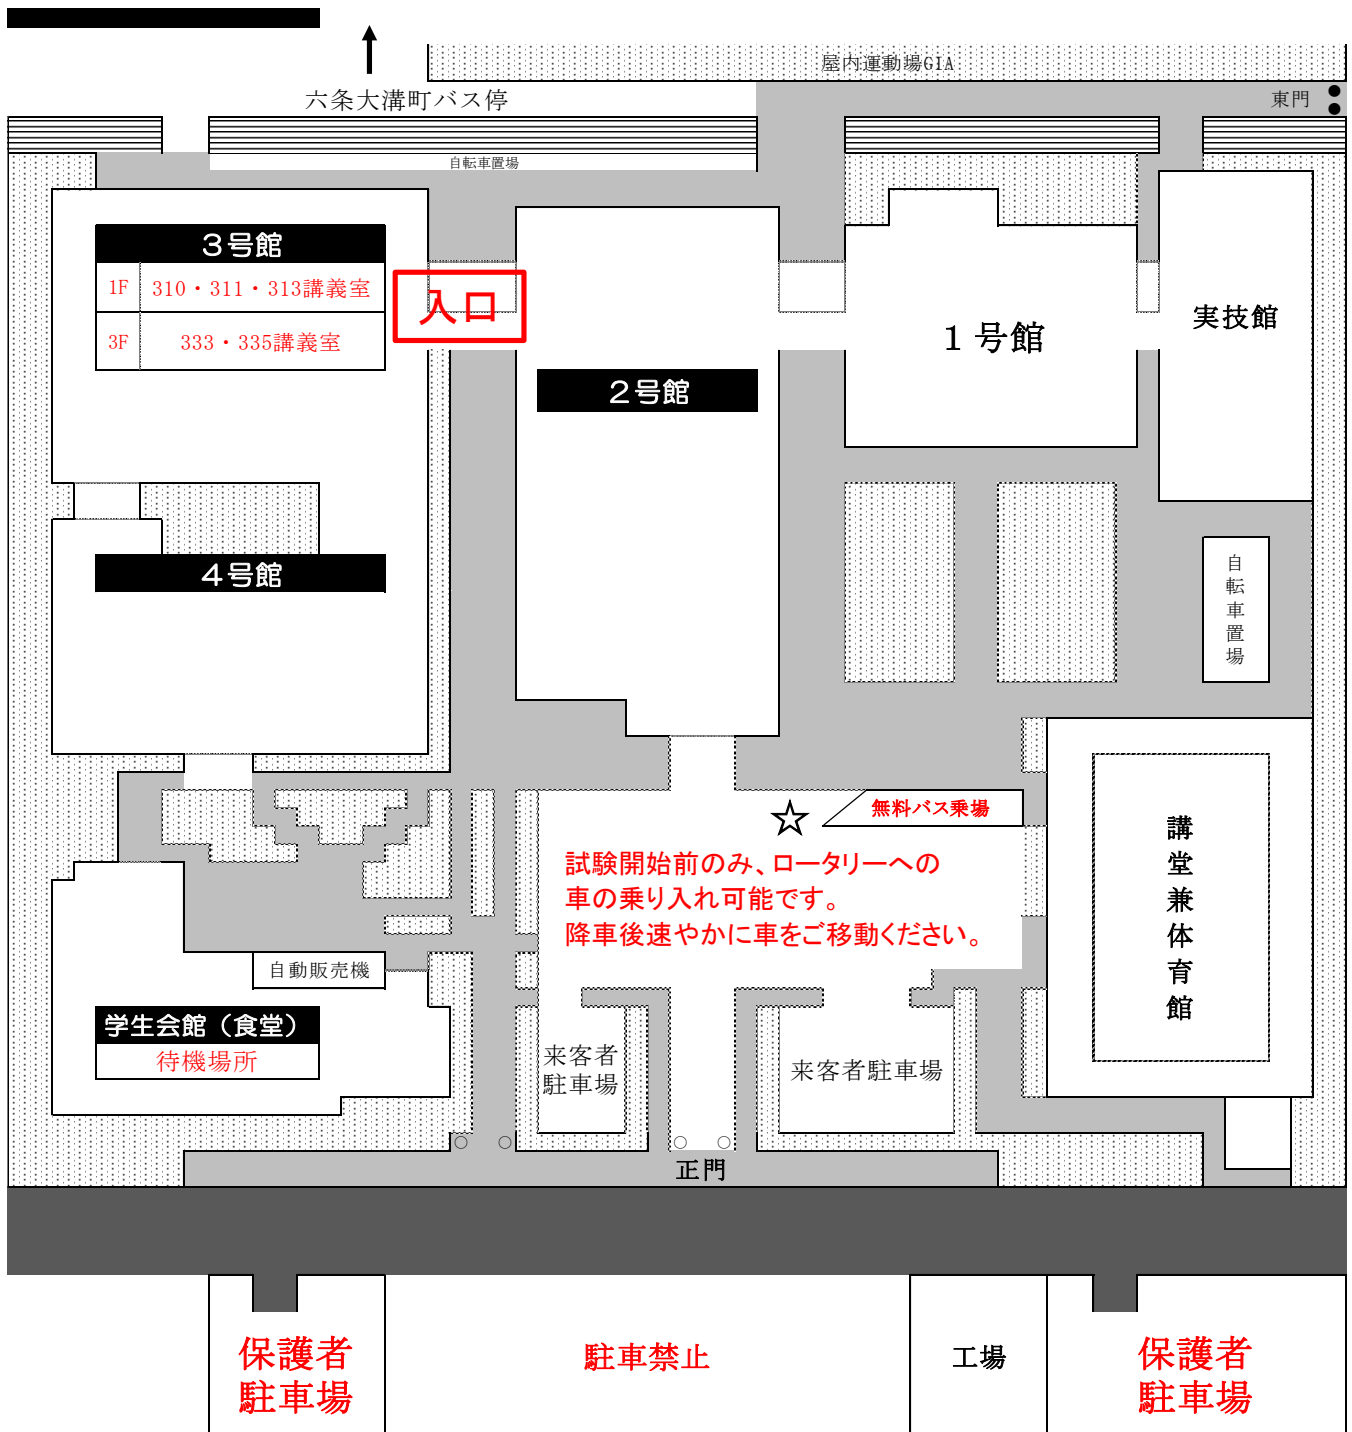 屋内運動場GIA
六条大溝町バス停
東門
自転車置場
3号館
1F 310・311・313講義室
3F 333・335講義室
入口
2号館
1号館
実技館
4号館
自転車置場
無料バス乗場
☆
試験開始前のみ、ロータリーへの
車の乗り入れ可能です。
降車後速やかに車をご移動ください。
講堂兼体育館
自動販売機
学生会館（食堂）
待機場所
来客者
駐車場
来客者駐車場
正門
保護者
駐車場
駐車禁止
工場
保護者
駐車場